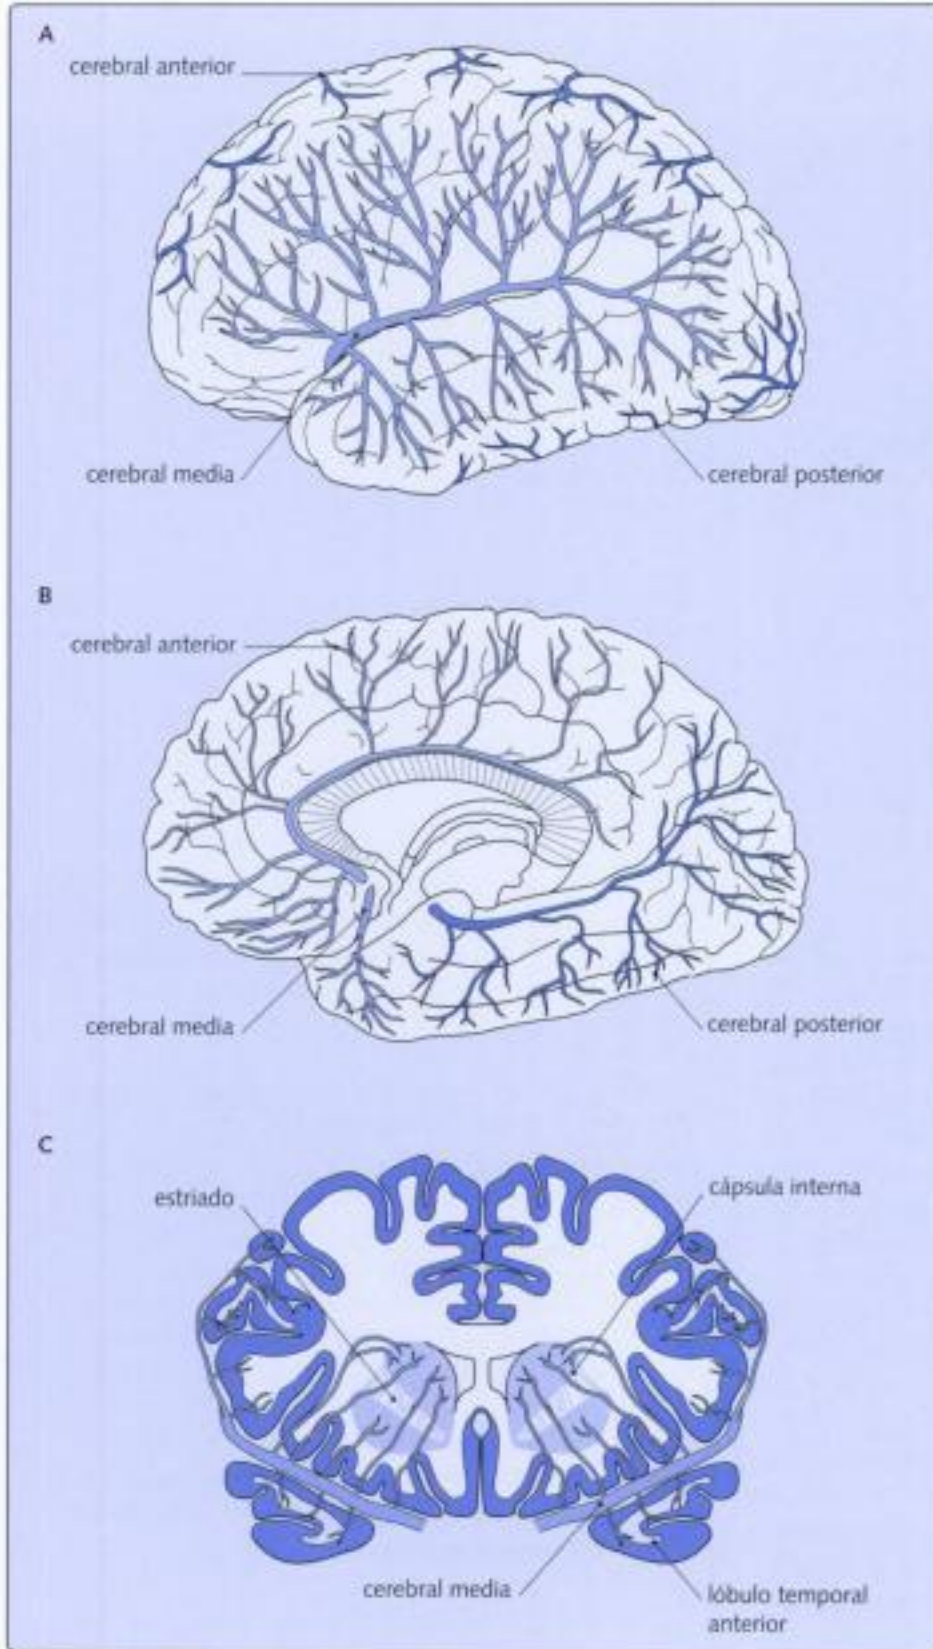 A
cerebral anterior
cerebral media
cerebral posterior
B
cerebral anterior
cerebral media
cerebral posterior
C
estriado
cápsula interna
cerebral media
lóbulo temporal
anterior